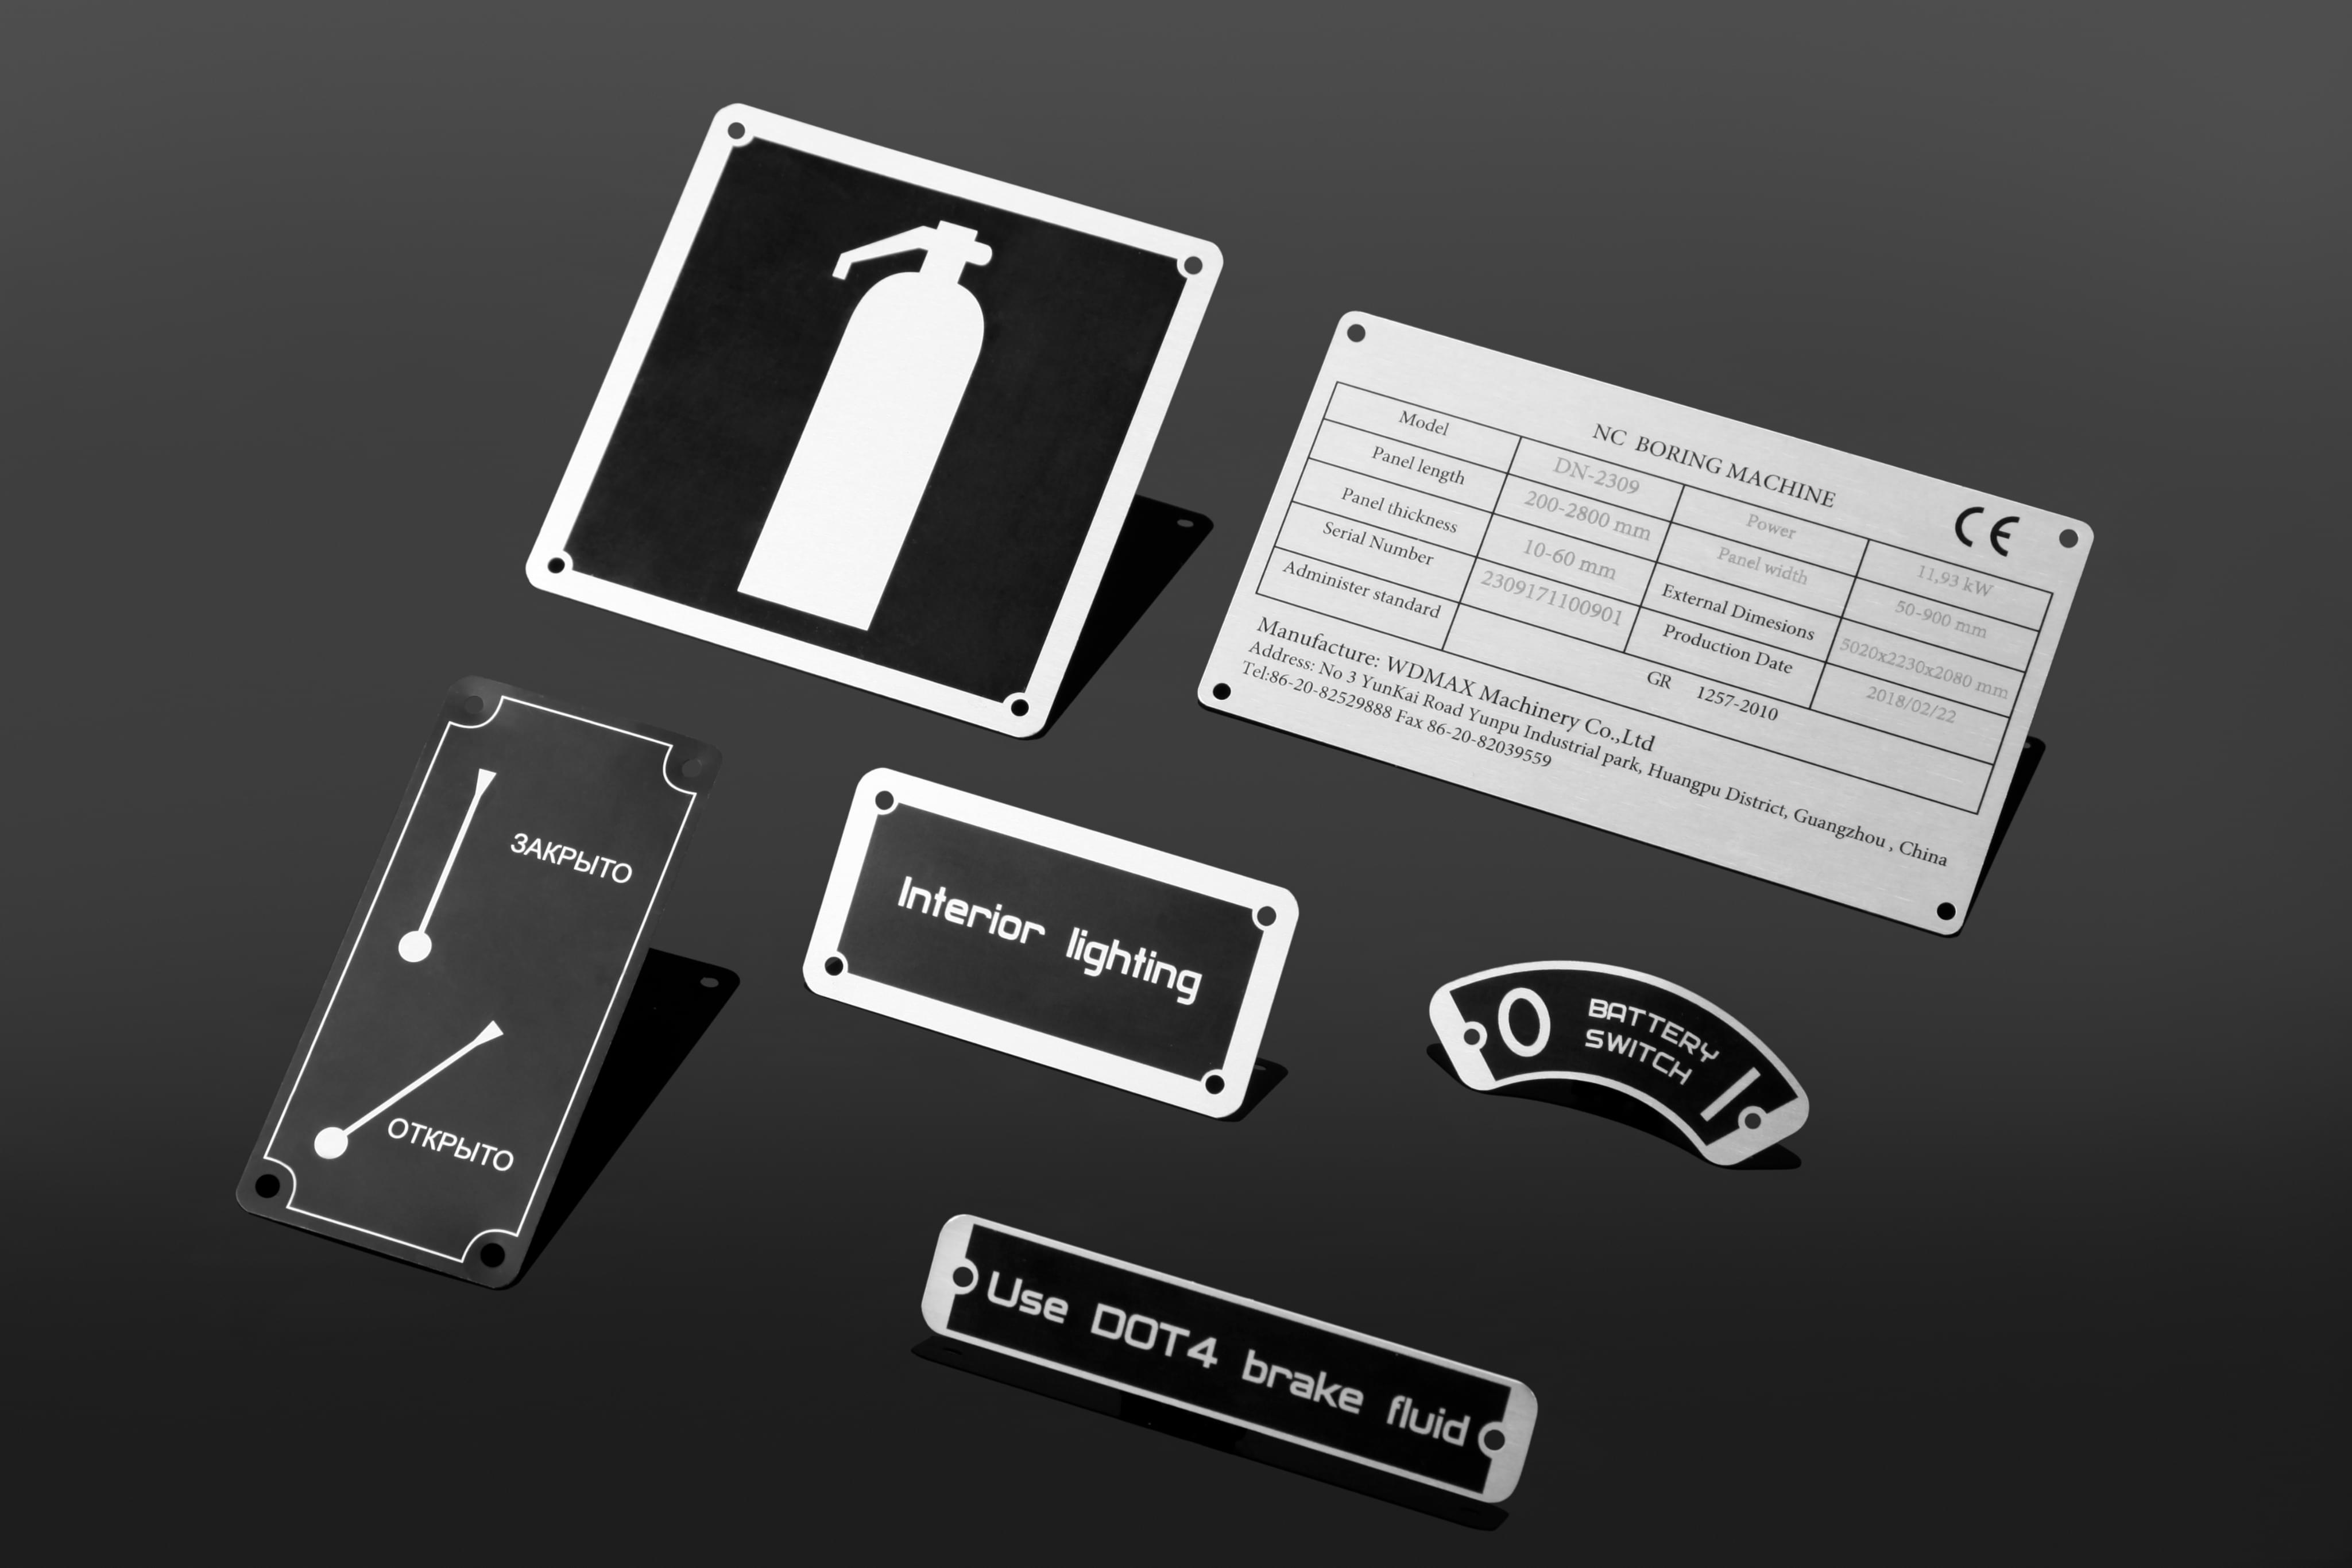 NC BORING MACHINE
CE
Model DN-2309 Power 11,93 kW
Panel length 200-2800 mm Panel width 50-900 mm
Panel thickness 10-60 mm External Dimesions 5020x2230x2080 mm
Serial Number 2309171100901 Production Date 2018/02/22
Administer standard GR 1257-2010
Manufacture: WDMAX Machinery Co.,Ltd
Address: No 3 YunKai Road Yunpu Industrial park, Huangpu District, Guangzhou , China
Tel:86-20-82529888 Fax 86-20-82039559
ЗАКРЫТО
ОТКРЫТО
Interior lighting
O BATTERY I
SWITCH
Use DOT4 brake fluid